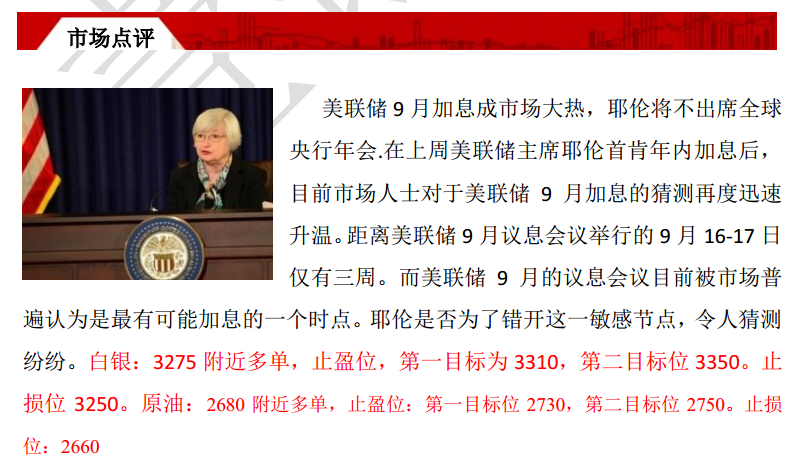 市场点评
美联储 9 月加息成市场大热，耶伦将不出席全球
央行年会.在上周美联储主席耶伦首肯年内加息后，
目前市场人士对于美联储 9 月加息的猜测再度迅速
升温。距离美联储 9 月议息会议举行的 9 月 16-17 日
仅有三周。而美联储 9 月的议息会议目前被市场普
遍认为是最有可能加息的一个时点。耶伦是否为了错开这一敏感节点，令人猜测
纷纷。白银：3275 附近多单，止盈位，第一目标为 3310，第二目标位 3350。止
损位 3250。原油：2680 附近多单，止盈位：第一目标位 2730，第二目标位 2750。止损
位：2660